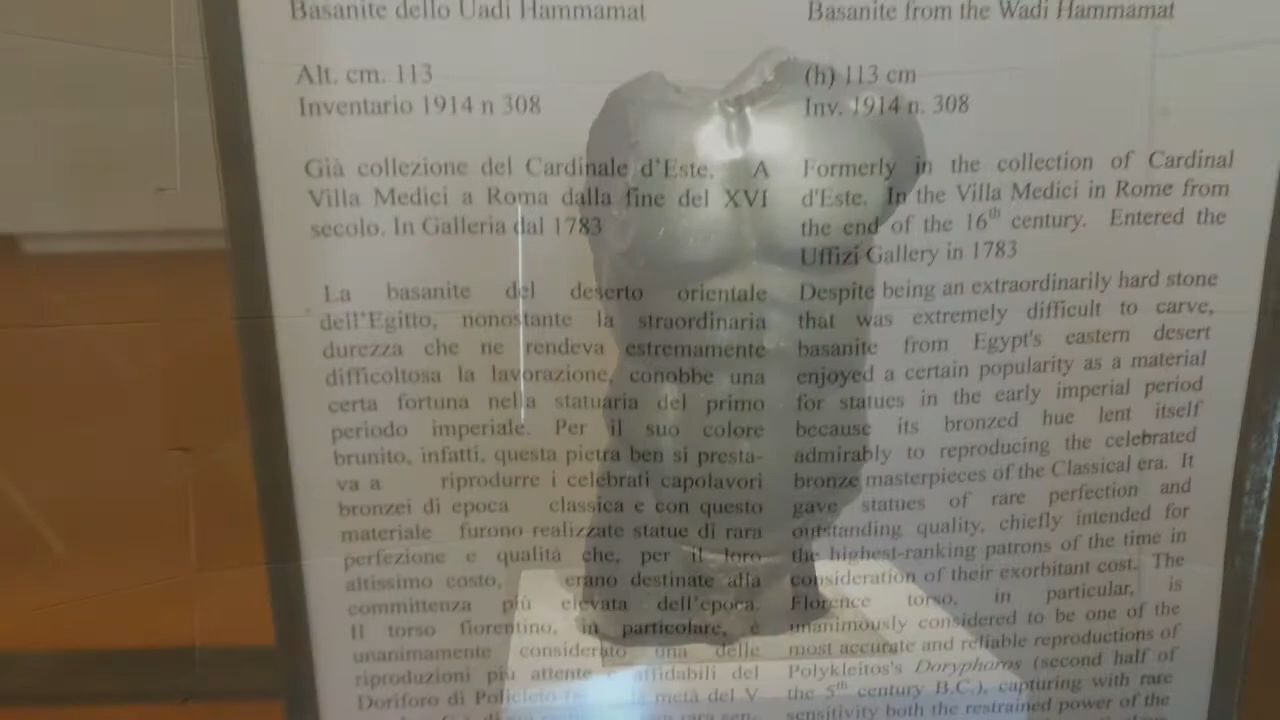 Basanite dello Uadi Hammamat
Alt. cm. 113
Inventario 1914 n 308
Già collezione del Cardinale d'Este. A
Villa Medici a Roma dalla fine del XVI
secolo. In Galleria dal 1783
La basanite del deserto orientale
dell'Egitto, nonostante la straordinaria
durezza che ne rendeva estremamente
difficoltosa la lavorazione, conobbe una
certa fortuna nella statuaria del primo
periodo imperiale. Per il suo colore
brunito, infatti, questa pietra ben si presta-
va a riprodurre i celebrati capolavori
bronzei di epoca classica e con questo
materiale furono realizzate statue di rara
perfezione e qualità che, per il loro
altissimo costo, erano destinate alla
committenza più elevata dell'epoca.
Il torso fiorentino, in particolare, è
unanimamente considerato una delle
riproduzioni più attente e affidabili del
Doriforo di Policleto metà del V
Basanite from the Wadi Hammamat
(h) 113 cm
Inv. 1914 n. 308
Formerly in the collection of Cardinal
d'Este. In the Villa Medici in Rome from
the end of the 16th century. Entered the
Uffizi Gallery in 1783
Despite being an extraordinarily hard stone
that was extremely difficult to carve,
basanite from Egypt's eastern desert
enjoyed a certain popularity as a material
for statues in the early imperial period
because its bronzed hue lent itself
admirably to reproducing the celebrated
bronze masterpieces of the Classical era. It
gave statues of rare perfection and
outstanding quality, chiefly intended for
the highest-ranking patrons of the time in
consideration of their exorbitant cost. The
Florence torso, in particular, is
unanimously considered to be one of the
most accurate and reliable reproductions of
Polykleitos's Doryphoros (second half of
the 5th century B.C.), capturing with rare
sensitivity both the restrained power of the